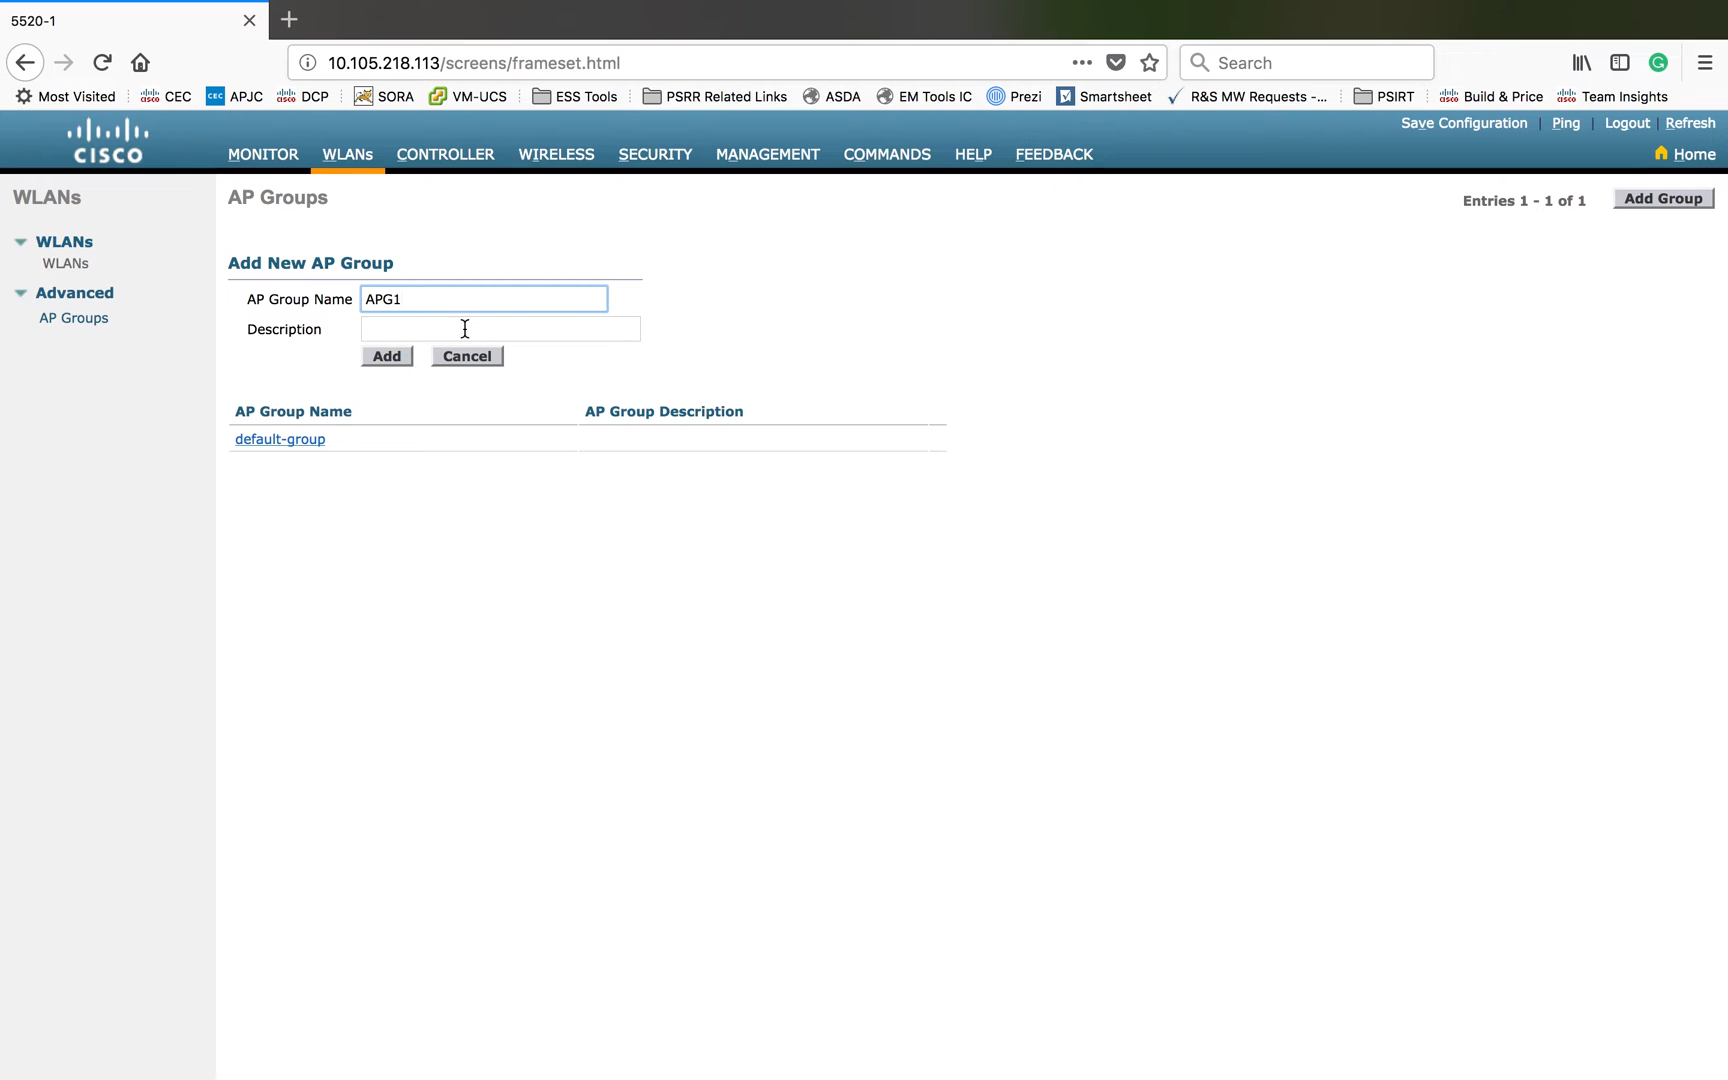 5520-1
10.105.218.113/screens/frameset.html
Search
Most Visited CEC CEC APJC DCP SORA VM-UCS ESS Tools PSRR Related Links ASDA EM Tools IC Prezi Smartsheet R&S MW Requests -... PSIRT Build & Price Team Insights
Save Configuration | Ping | Logout | Refresh
CISCO
MONITOR WLANs CONTROLLER WIRELESS SECURITY MANAGEMENT COMMANDS HELP FEEDBACK Home
WLANs
WLANs
WLANs
Advanced
AP Groups
AP Groups
Entries 1 - 1 of 1 Add Group
Add New AP Group
AP Group Name APG1
Description
Add Cancel
AP Group Name AP Group Description
default-group